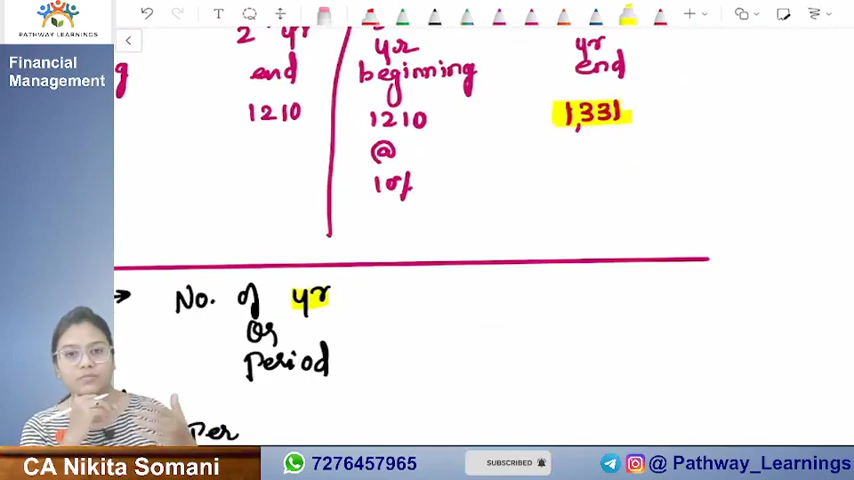 PATHWAY LEARNINGS
Financial
Management
T
2 yr
end
1210
yr
beginning
1210
@
10%
yr
end
1,331
No. of yr
Or
Period
Per
CA Nikita Somani
7276457965
SUBSCRIBED
@ Pathway_Learnings